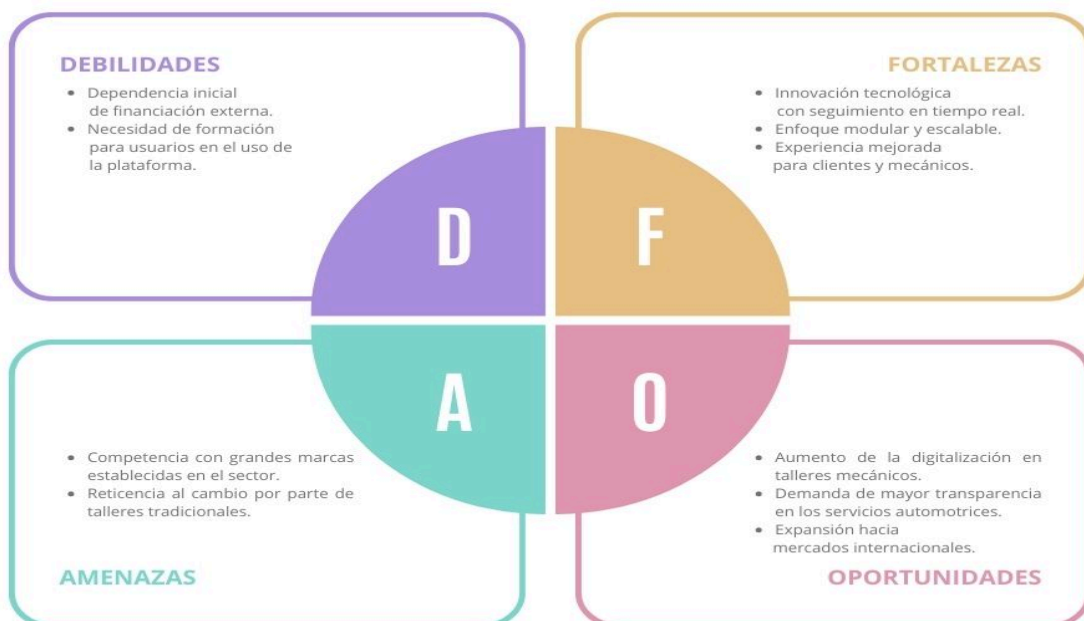 DEBILIDADES
• Dependencia inicial
de financiación externa.
• Necesidad de formación
para usuarios en el uso de
la plataforma.
FORTALEZAS
• Innovación tecnológica
con seguimiento en tiempo real.
• Enfoque modular y escalable.
• Experiencia mejorada
para clientes y mecánicos.
D
F
A
O
• Competencia con grandes marcas
establecidas en el sector.
• Reticencia al cambio por parte de
talleres tradicionales.
AMENAZAS
• Aumento de la digitalización en
talleres mecánicos.
• Demanda de mayor transparencia
en los servicios automotrices.
• Expansión hacia
mercados internacionales.
OPORTUNIDADES